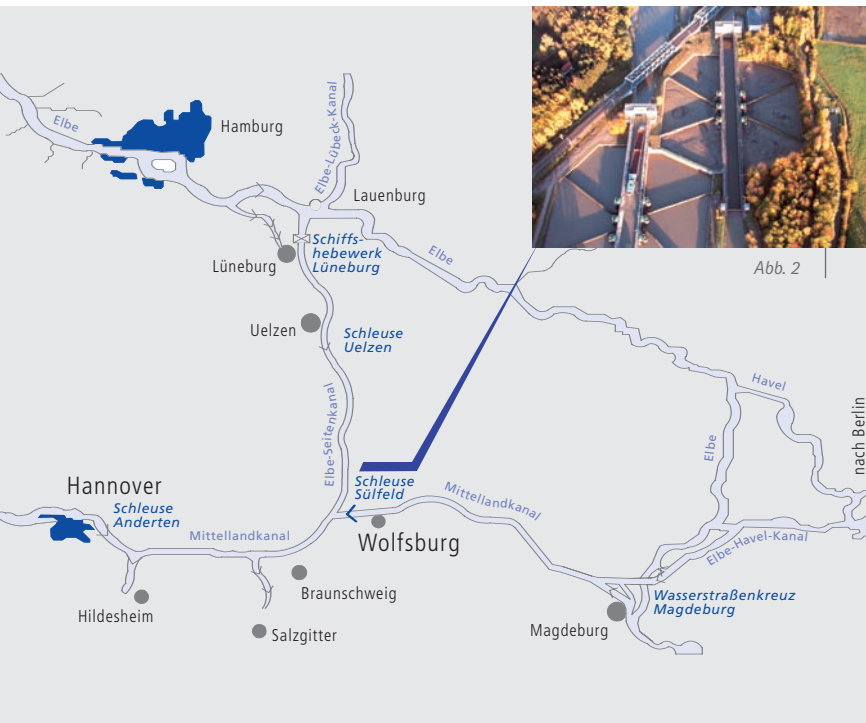 Elbe
Hamburg
Elbe-Lübeck-Kanal
Lauenburg
Schiffs-
hebewerk
Lüneburg
Lüneburg
Elbe
Abb. 2
Uelzen
Schleuse
Uelzen
Havel
nach Berlin
Elbe-Seitenkanal
Elbe
Schleuse
Sülfeld
Hannover
Schleuse
Anderten
Mittellandkanal
Mittellandkanal
Wolfsburg
Elbe-Havel-Kanal
Braunschweig
Wasserstraßenkreuz
Magdeburg
Hildesheim
Salzgitter
Magdeburg